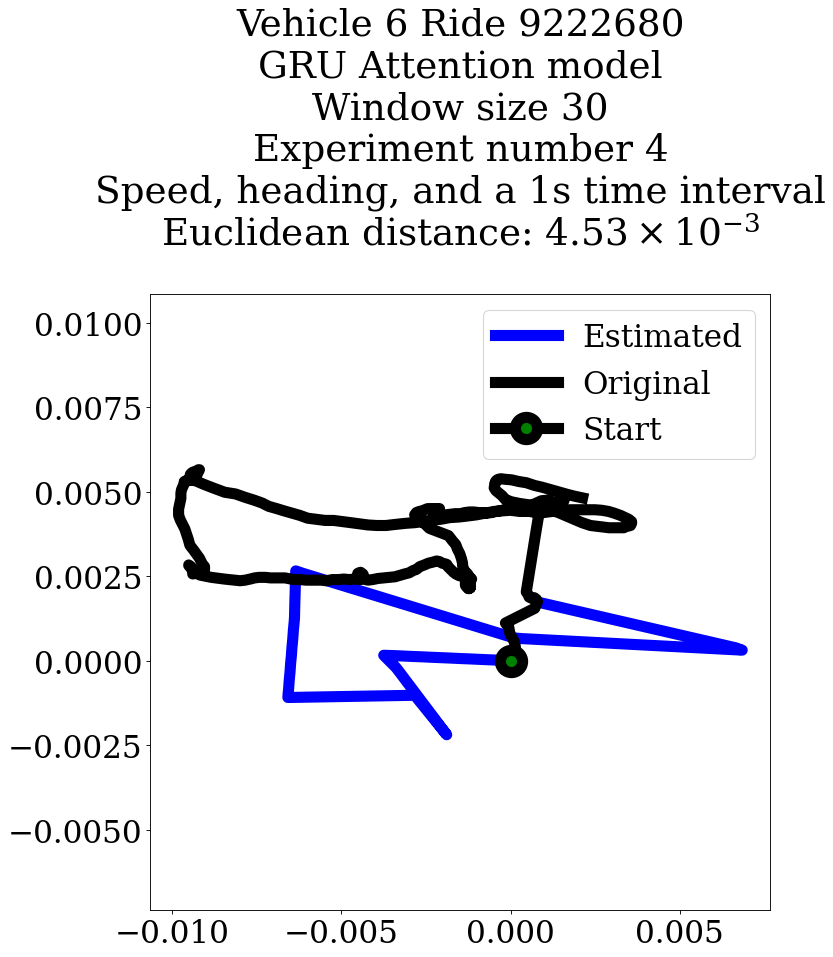 Vehicle 6 Ride 9222680
GRU Attention model
Window size 30
Experiment number 4
Speed, heading, and a 1s time interval
Euclidean distance: 4.53 × 10⁻³
Estimated
Original
Start
0.0100
0.0075
0.0050
0.0025
0.0000
−0.0025
−0.0050
−0.010 −0.005 0.000 0.005